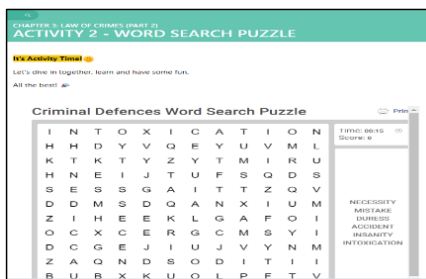 CHAPTER 3: LAW OF CRIMES (PART 2)
ACTIVITY 2 - WORD SEARCH PUZZLE
It's Activity Time!
Let's dive in together, learn and have some fun.
All the best!
Criminal Defences Word Search Puzzle
Print
I N T O X I C A T I O N
Time: 06:15
H H D Y V Q E Y U V M L
Score: 0
K T K T Y Z Y T M I R U
H N E I J T U F S Q D S
S E S S G A I T T Z Q V
D D M S D Q A N X I U M
NECESSITY
Z I H E E K L G A F O I
MISTAKE
DURESS
O C X C E R G C M S Y I
ACCIDENT
INSANITY
D C G E J I U J V Y N M
INTOXICATION
Z A Q N D S O D I T I I
B U B X K U O L P F T V